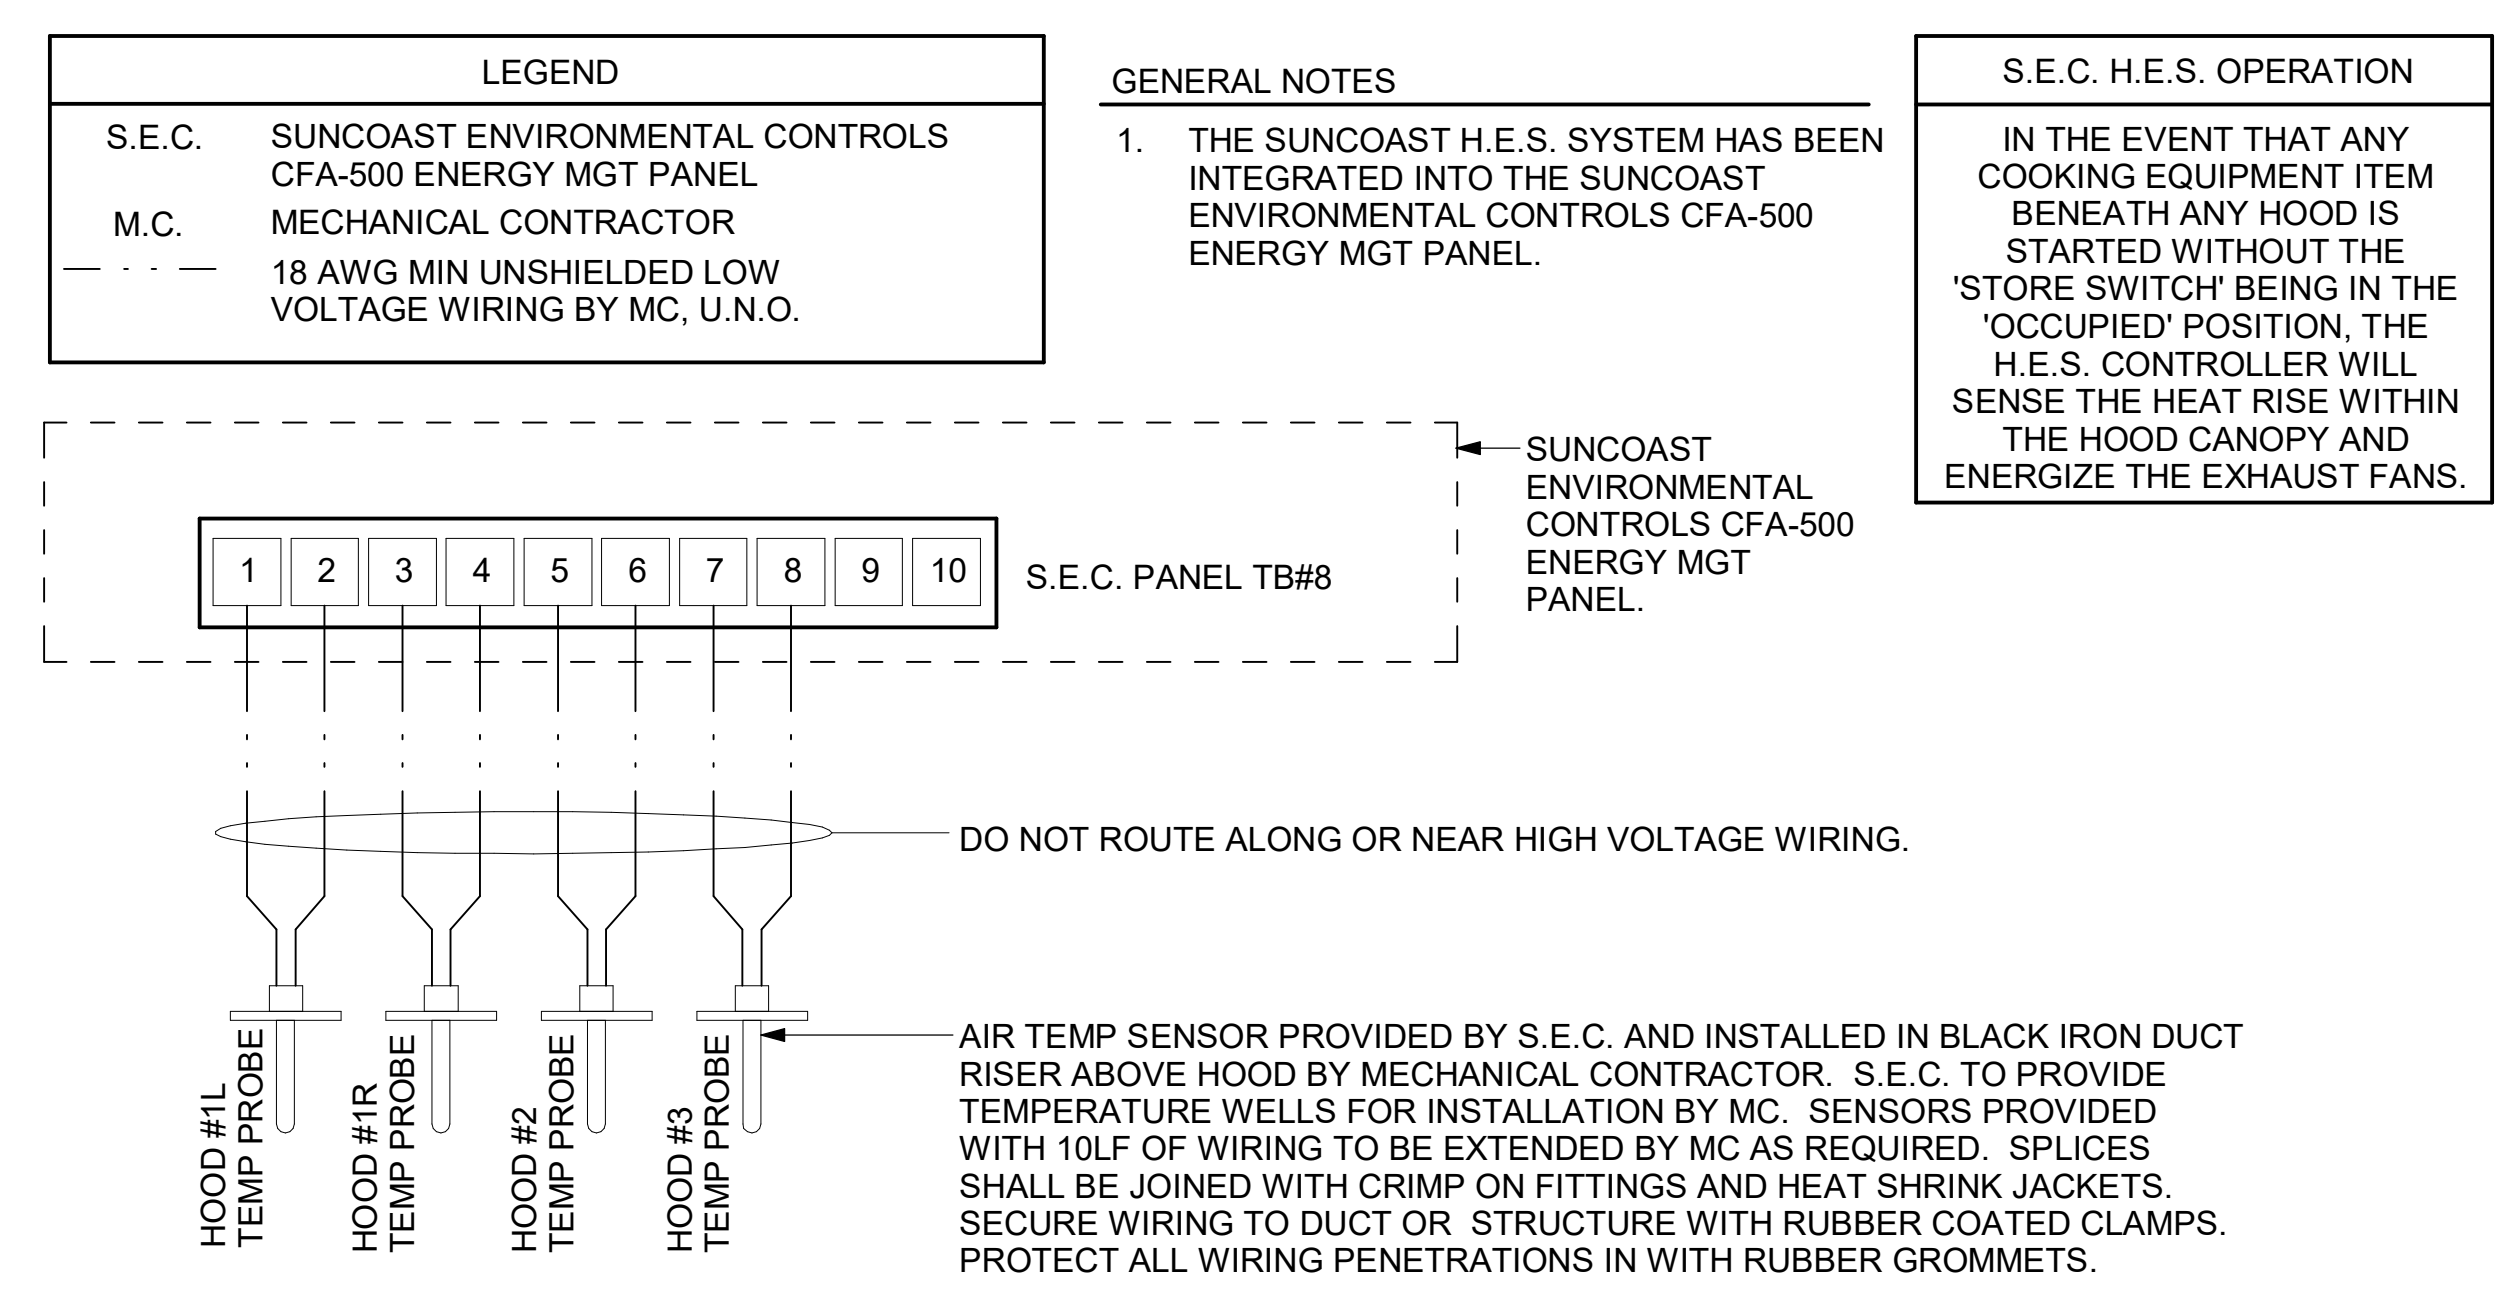 LEGEND
S.E.C. SUNCOAST ENVIRONMENTAL CONTROLS
CFA-500 ENERGY MGT PANEL
M.C. MECHANICAL CONTRACTOR
18 AWG MIN UNSHIELDED LOW
VOLTAGE WIRING BY MC, U.N.O.
GENERAL NOTES
1. THE SUNCOAST H.E.S. SYSTEM HAS BEEN
INTEGRATED INTO THE SUNCOAST
ENVIRONMENTAL CONTROLS CFA-500
ENERGY MGT PANEL.
S.E.C. H.E.S. OPERATION
IN THE EVENT THAT ANY
COOKING EQUIPMENT ITEM
BENEATH ANY HOOD IS
STARTED WITHOUT THE
'STORE SWITCH' BEING IN THE
'OCCUPIED' POSITION, THE
H.E.S. CONTROLLER WILL
SENSE THE HEAT RISE WITHIN
THE HOOD CANOPY AND
ENERGIZE THE EXHAUST FANS.
SUNCOAST
ENVIRONMENTAL
CONTROLS CFA-500
ENERGY MGT
PANEL.
1 2 3 4 5 6 7 8 9 10
S.E.C. PANEL TB#8
DO NOT ROUTE ALONG OR NEAR HIGH VOLTAGE WIRING.
HOOD #1L
TEMP PROBE
HOOD #1R
TEMP PROBE
HOOD #2
TEMP PROBE
HOOD #3
TEMP PROBE
AIR TEMP SENSOR PROVIDED BY S.E.C. AND INSTALLED IN BLACK IRON DUCT
RISER ABOVE HOOD BY MECHANICAL CONTRACTOR. S.E.C. TO PROVIDE
TEMPERATURE WELLS FOR INSTALLATION BY MC. SENSORS PROVIDED
WITH 10LF OF WIRING TO BE EXTENDED BY MC AS REQUIRED. SPLICES
SHALL BE JOINED WITH CRIMP ON FITTINGS AND HEAT SHRINK JACKETS.
SECURE WIRING TO DUCT OR STRUCTURE WITH RUBBER COATED CLAMPS.
PROTECT ALL WIRING PENETRATIONS IN WITH RUBBER GROMMETS.